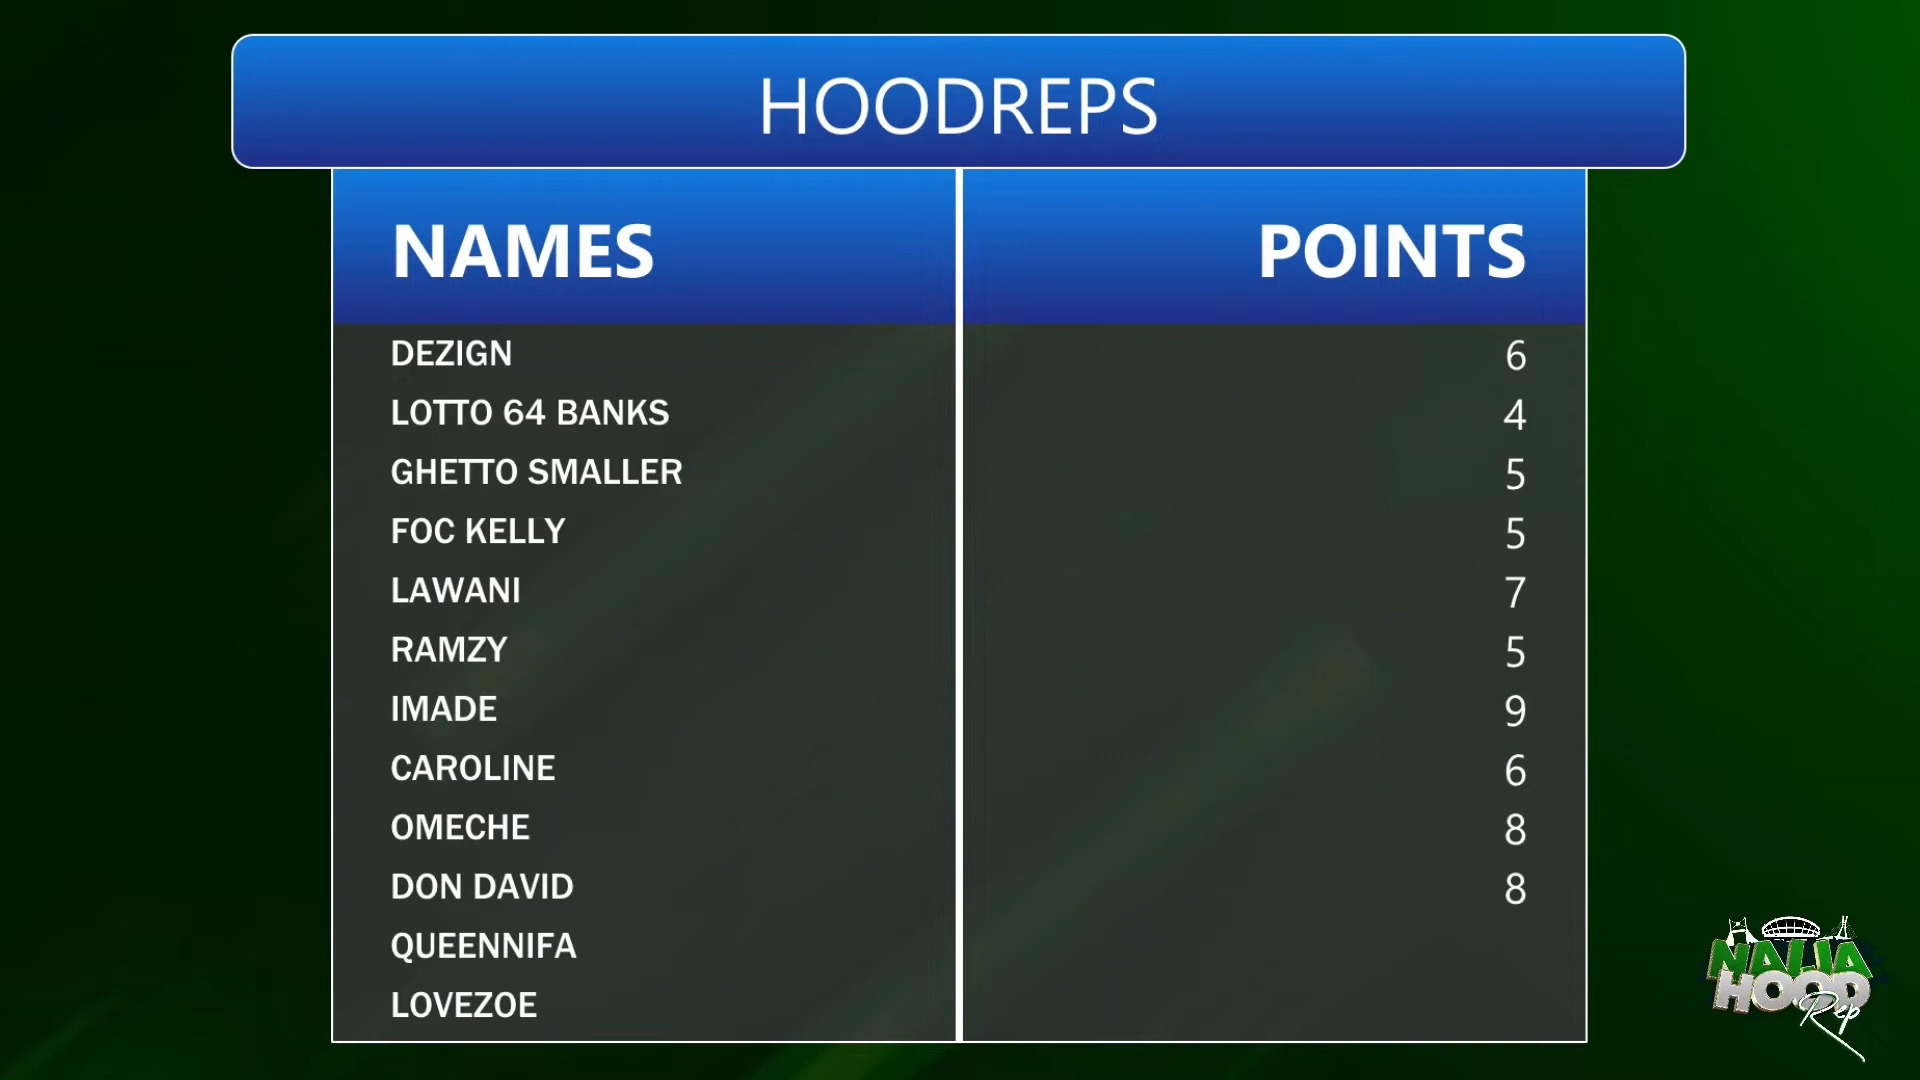 HOODREPS
NAMES POINTS
DEZIGN 6
LOTTO 64 BANKS 4
GHETTO SMALLER 5
FOC KELLY 5
LAWANI 7
RAMZY 5
IMADE 9
CAROLINE 6
OMECHE 8
DON DAVID 8
QUEENNIFA
LOVEZOE
NAIJA
HOOD
Rep